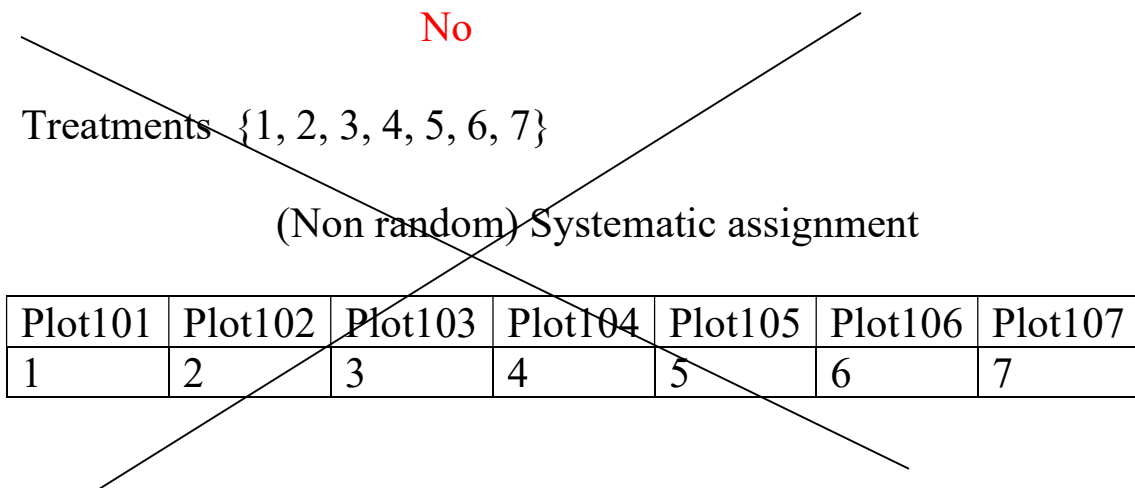 No
Treatments {1, 2, 3, 4, 5, 6, 7}
(Non random) Systematic assignment
Plot101 Plot102 Plot103 Plot104 Plot105 Plot106 Plot107
1 2 3 4 5 6 7